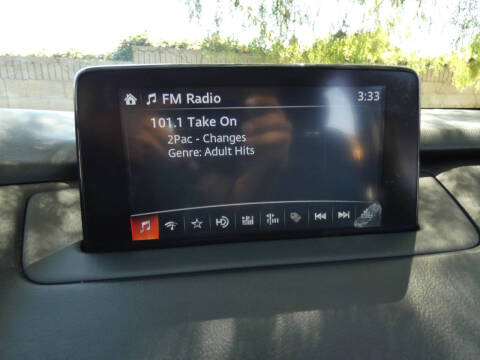 FM Radio 3:33
101.1 Take On
2Pac - Changes
Genre: Adult Hits